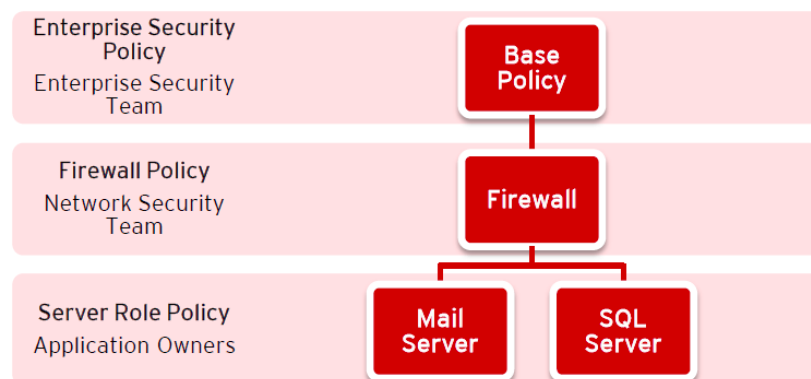 Enterprise Security
Policy
Enterprise Security
Team
Base
Policy
Firewall Policy
Network Security
Team
Firewall
Server Role Policy
Application Owners
Mail
Server
SQL
Server